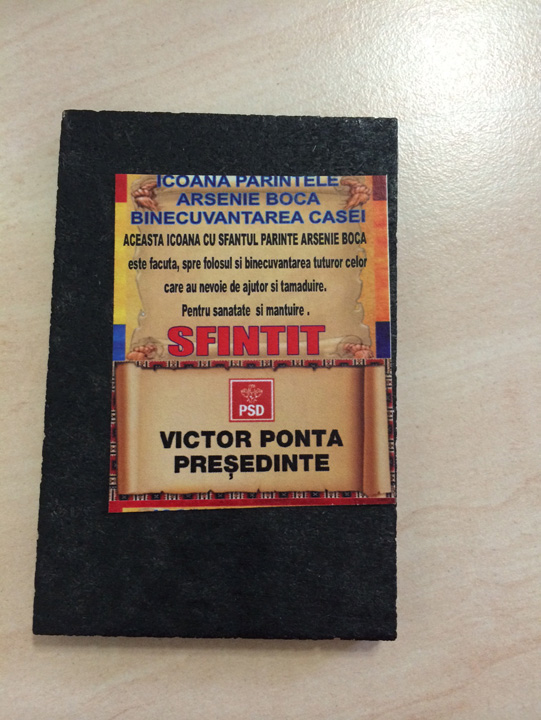 ICOANA PARINTELE
ARSENIE BOCA
BINECUVANTAREA CASEI
ACEASTA ICOANA CU SFANTUL PARINTE ARSENIE BOCA
este facuta, spre folosul si binecuvantarea tuturor celor
care au nevoie de ajutor si tamaduire.
Pentru sanatate si mantuire .
SFINTIT
PSD
VICTOR PONTA
PREȘEDINTE